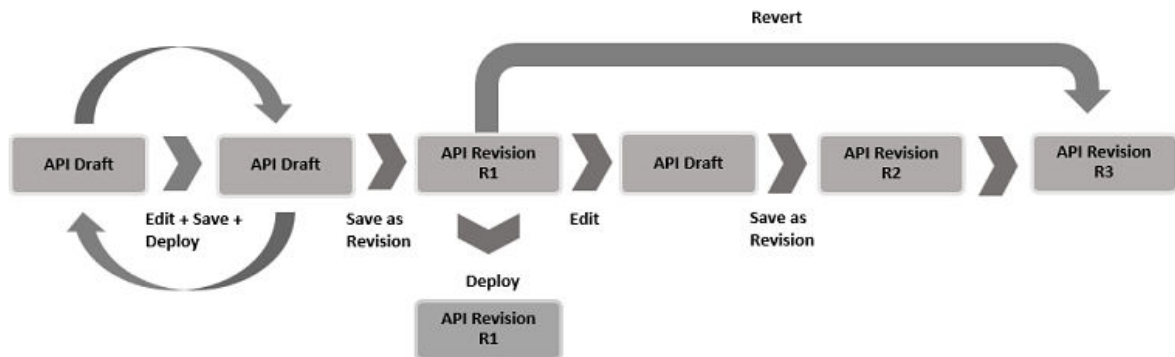 Revert
API Draft
API Draft
API Revision
R1
API Draft
API Revision
R2
API Revision
R3
Edit + Save +
Deploy
Save as
Revision
Edit
Save as
Revision
Deploy
API Revision
R1